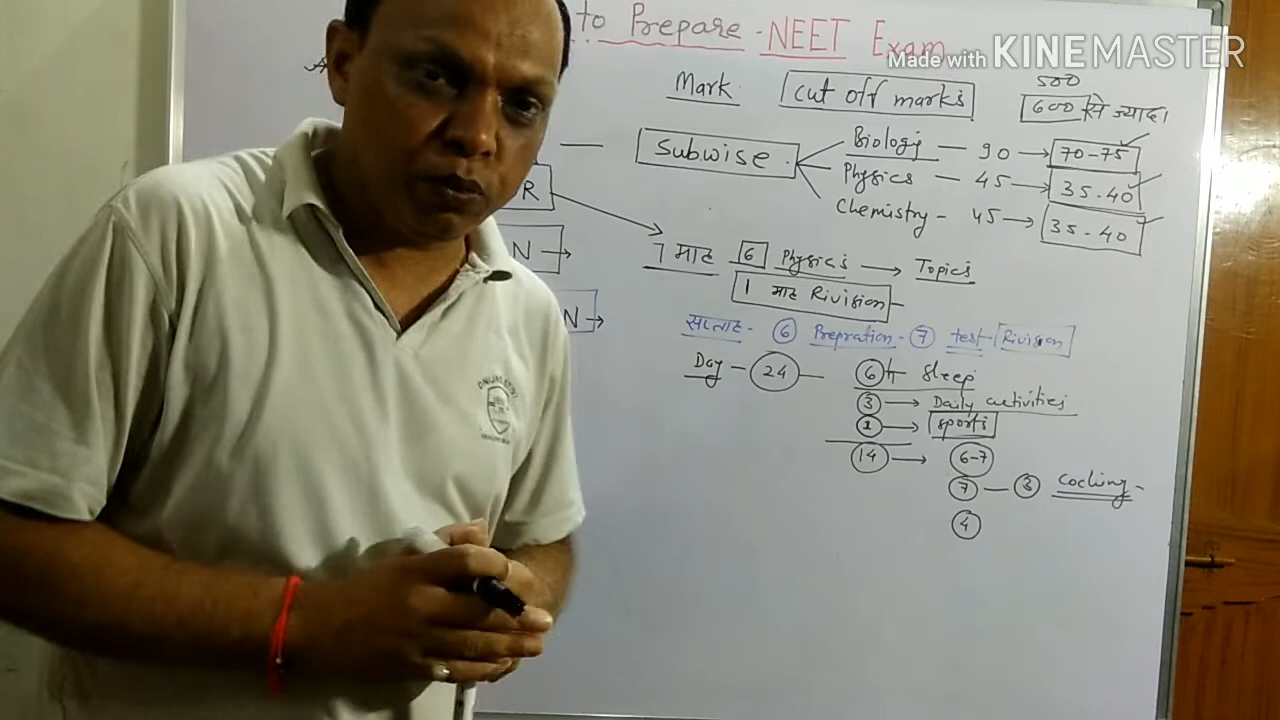 to Prepare - NEET Exam
Made with KINEMASTER
Mark cut off marks 500
600 से ज्यादा
Subwise Biology — 90 → 70-75
Physics — 45 → 35-40
Chemistry - 45 → 35-40
R
N → 7 माह 6 Physics → Topics
1 माह Rivision
N → सप्ताह - 6 Prepration - 7 test - Rivision
Day - 24 — 6 h sleep
3 → Daily activities
1 → sports
14 → 6-7
7 — 3 Coching -
4